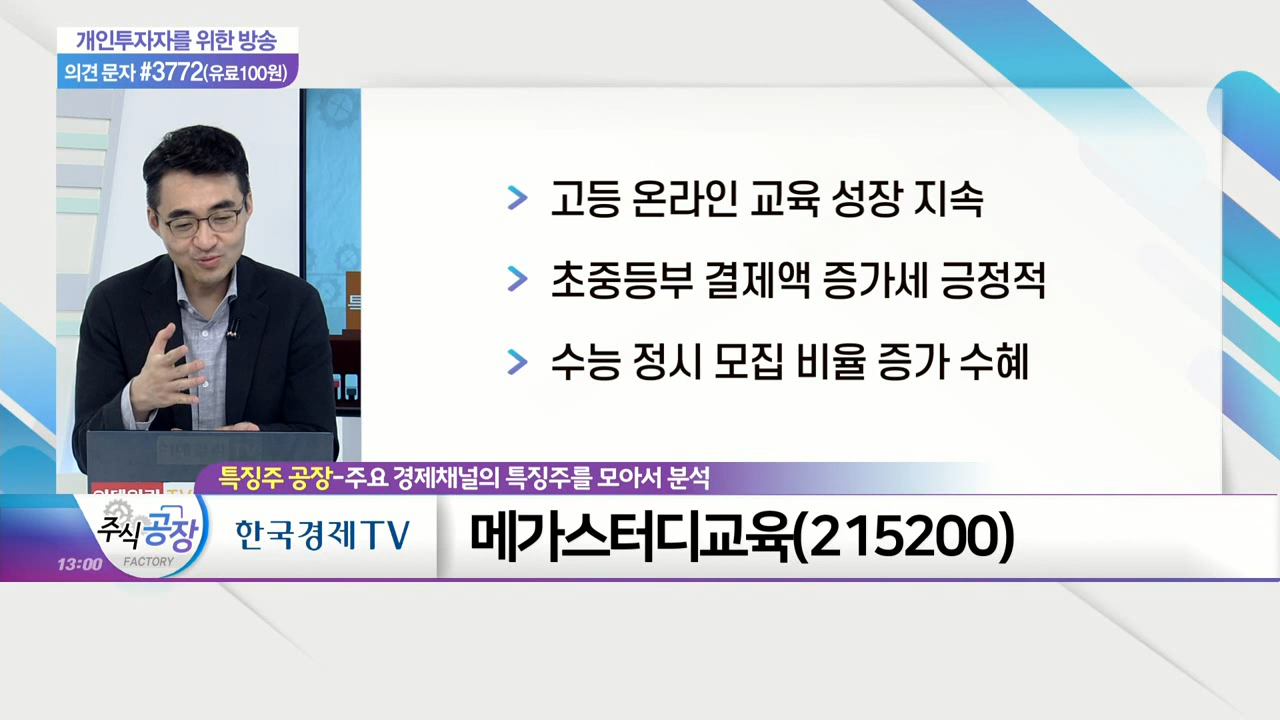 개인투자자를 위한 방송
의견 문자 #3772(유료100원)
고등 온라인 교육 성장 지속
초중등부 결제액 증가세 긍정적
수능 정시 모집 비율 증가 수혜
특징주 공장-주요 경제채널의 특징주를 모아서 분석
주식공장
FACTORY
13:00
한국경제TV
메가스터디교육(215200)